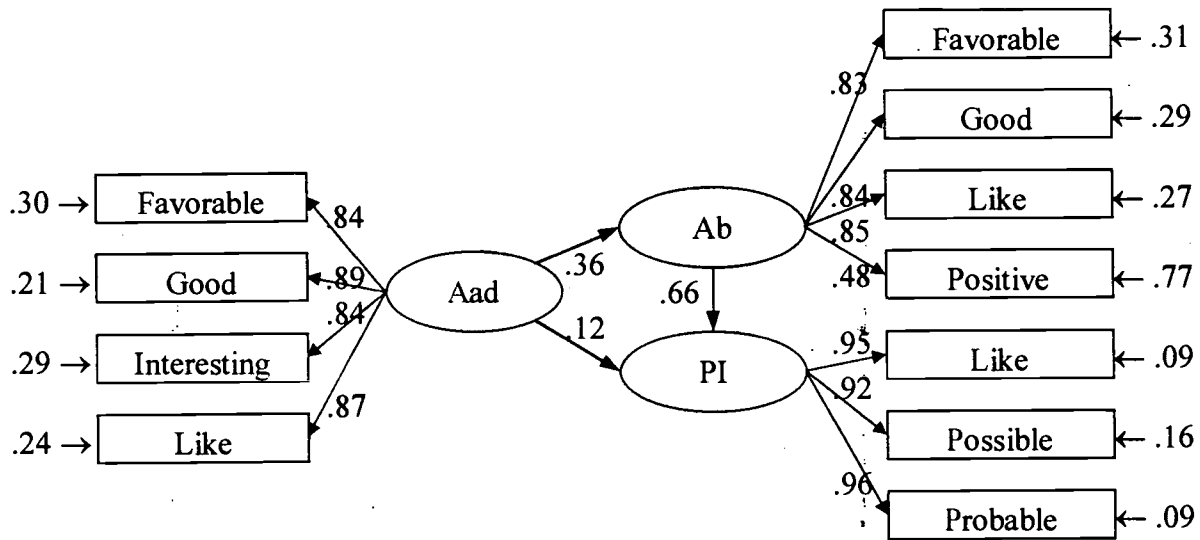 .30 → Favorable
.21 → Good
.29 → Interesting
.24 → Like
.84
.89
.84
.87
Aad
.36
.12
Ab
.66
PI
.83
.84
.85
.48
Favorable ← .31
Good ← .29
Like ← .27
Positive ← .77
.95
.92
.96
Like ← .09
Possible ← .16
Probable ← .09